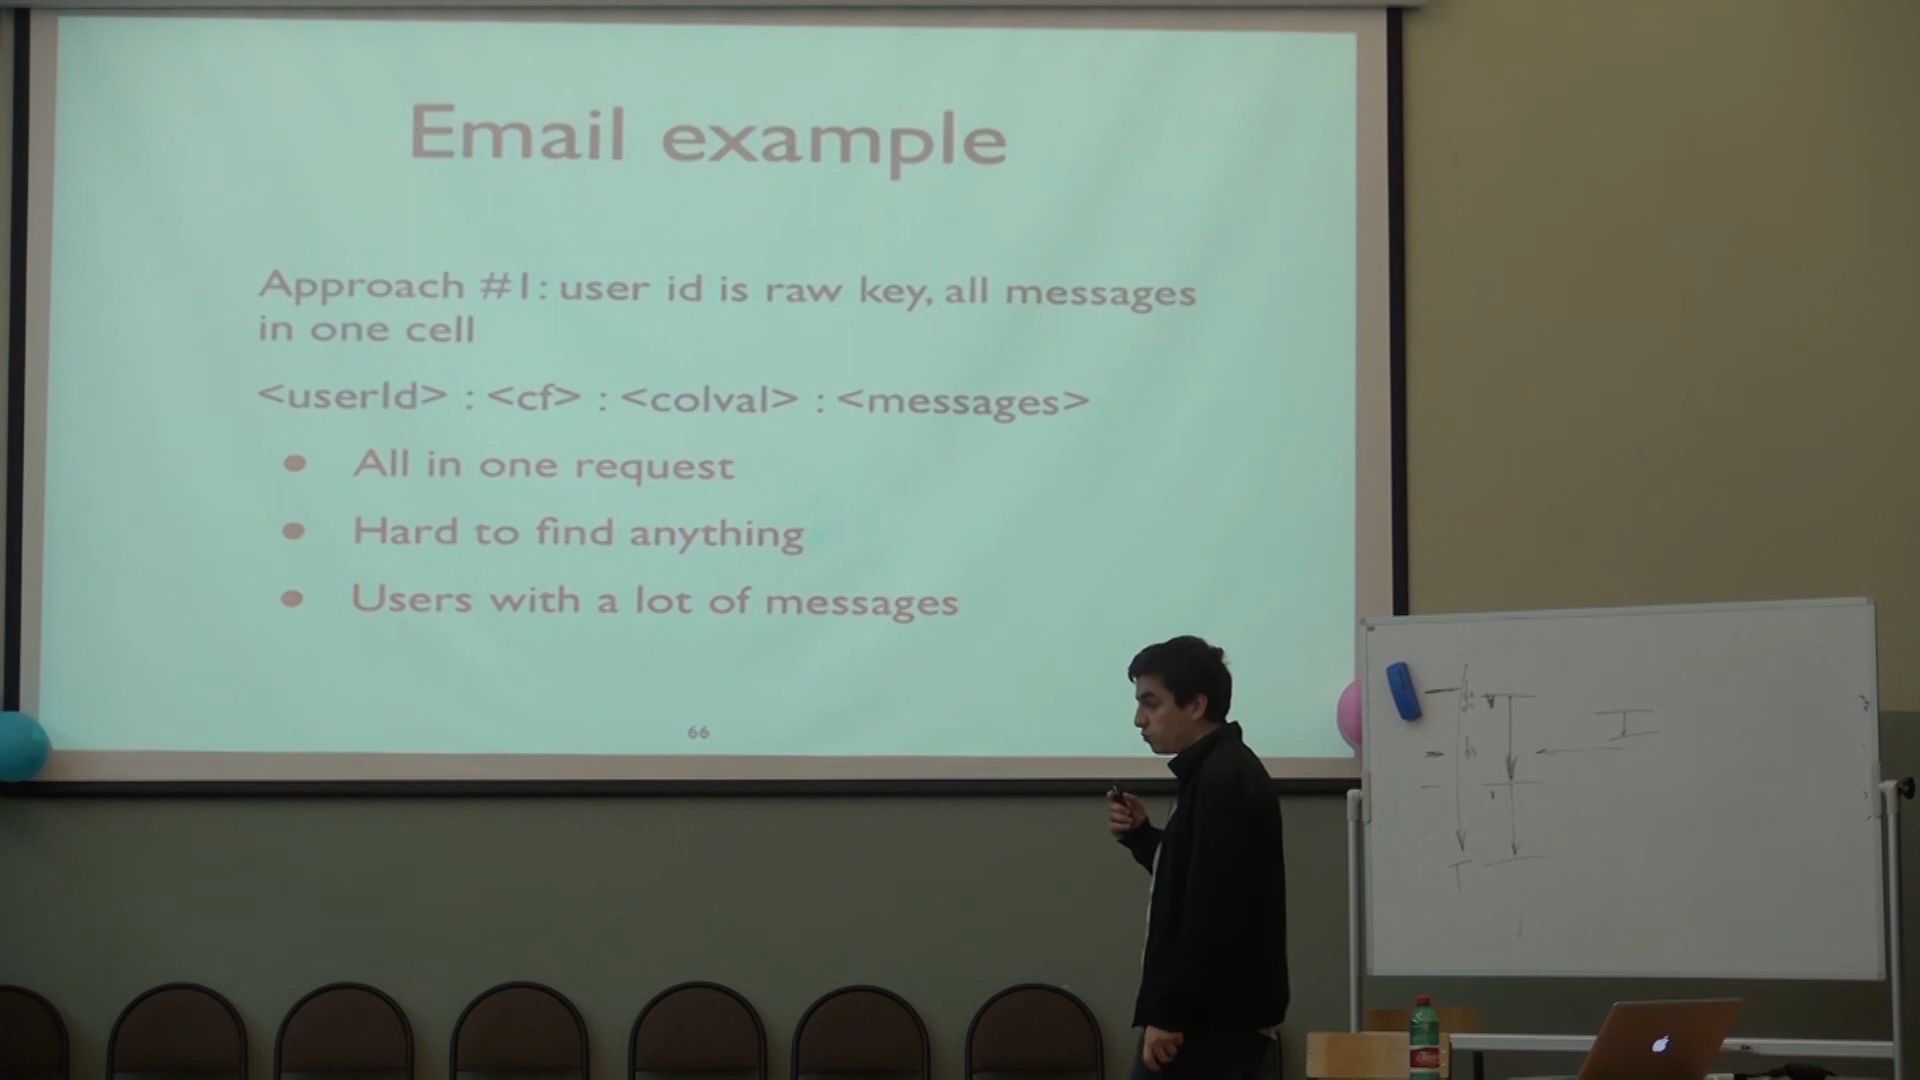 Email example
Approach #1: user id is raw key, all messages
in one cell
<userId> : <cf> : <colval> : <messages>
● All in one request
● Hard to find anything
● Users with a lot of messages
66